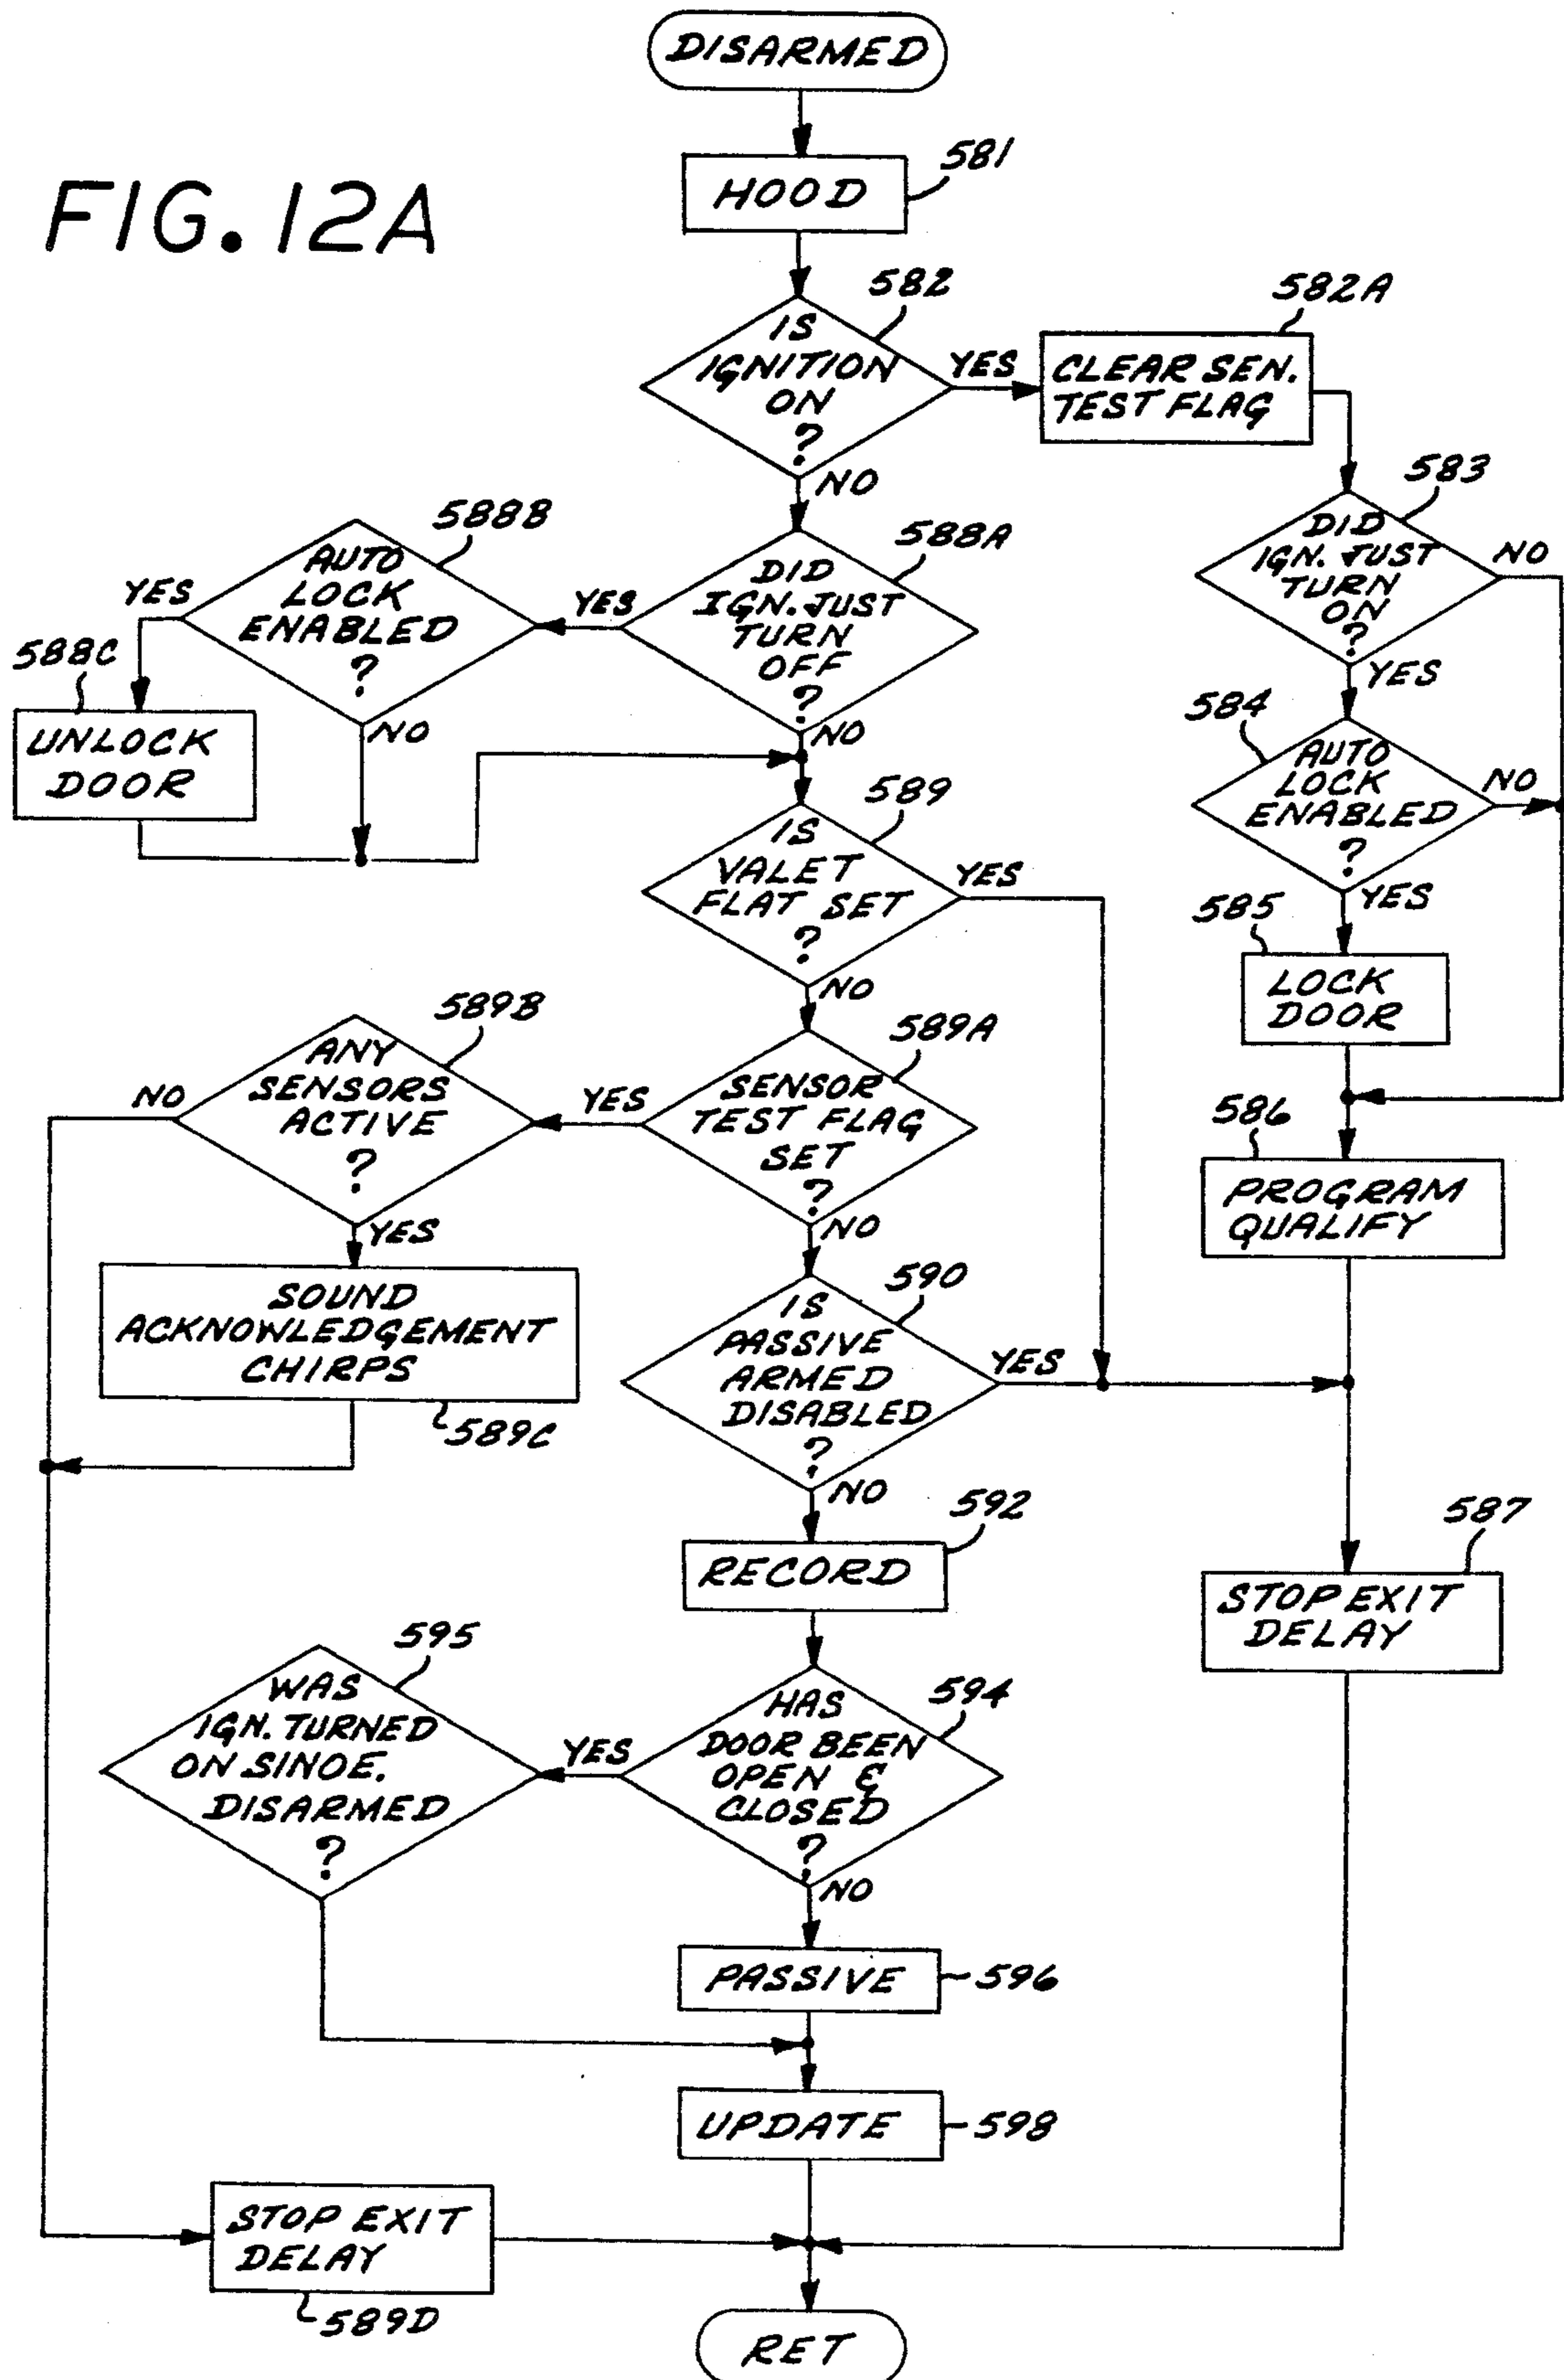 DISARMED
581
HOOD
FIG. 12A
582
582A
IS
IGNITION
ON
?
YES
CLEAR SEN.
TEST FLAG
NO
583
588B
588A
DID
IGN. JUST
TURN
ON
?
NO
YES
AUTO
LOCK
ENABLED
?
YES
NO
YES
DID
IGN. JUST
TURN
OFF
?
NO
588C
UNLOCK
DOOR
584
AUTO
LOCK
ENABLED
?
NO
YES
589
IS
VALET
FLAT SET
?
YES
NO
585
LOCK
DOOR
589B
589A
ANY
SENSORS
ACTIVE
?
NO
YES
YES
SENSOR
TEST FLAG
SET
?
NO
586
PROGRAM
QUALIFY
SOUND
ACKNOWLEDGEMENT
CHIRPS
589C
590
IS
PASSIVE
ARMED
DISABLED
?
YES
NO
592
RECORD
587
STOP EXIT
DELAY
595
WAS
IGN. TURNED
ON SINOE.
DISARMED
?
YES
594
HAS
DOOR BEEN
OPEN &
CLOSED
?
NO
PASSIVE
596
UPDATE
598
STOP EXIT
DELAY
589D
RET